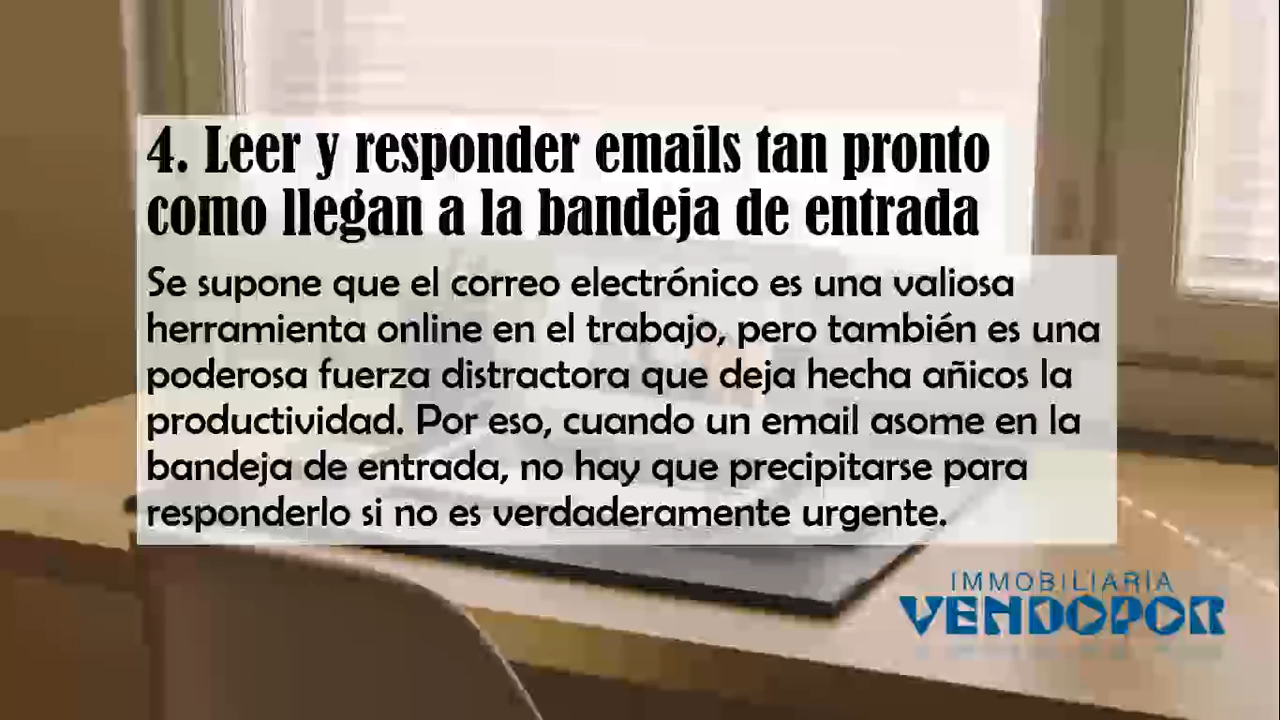 4. Leer y responder emails tan pronto
como llegan a la bandeja de entrada
Se supone que el correo electrónico es una valiosa
herramienta online en el trabajo, pero también es una
poderosa fuerza distractora que deja hecha añicos la
productividad. Por eso, cuando un email asome en la
bandeja de entrada, no hay que precipitarse para
responderlo si no es verdaderamente urgente.
IMMOBILIARIA
VENDOPOR